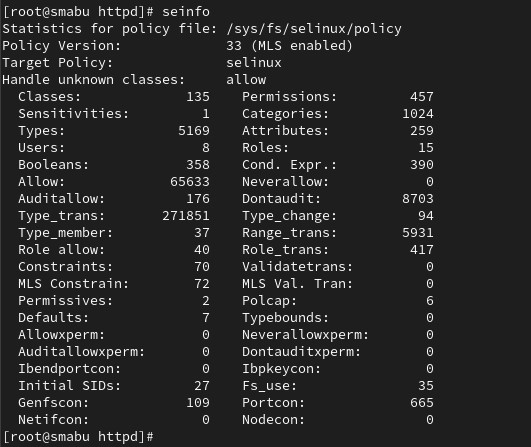 [root@smabu httpd]# seinfo
Statistics for policy file: /sys/fs/selinux/policy
Policy Version:             33 (MLS enabled)
Target Policy:              selinux
Handle unknown classes:     allow
  Classes:             135    Permissions:         457
  Sensitivities:         1    Categories:         1024
  Types:              5169    Attributes:          259
  Users:                 8    Roles:                15
  Booleans:            358    Cond. Expr.:         390
  Allow:             65633    Neverallow:            0
  Auditallow:          176    Dontaudit:          8703
  Type_trans:       271851    Type_change:          94
  Type_member:          37    Range_trans:        5931
  Role allow:           40    Role_trans:          417
  Constraints:          70    Validatetrans:         0
  MLS Constrain:        72    MLS Val. Tran:         0
  Permissives:           2    Polcap:                6
  Defaults:              7    Typebounds:            0
  Allowxperm:            0    Neverallowxperm:       0
  Auditallowxperm:       0    Dontauditxperm:        0
  Ibendportcon:          0    Ibpkeycon:             0
  Initial SIDs:         27    Fs_use:               35
  Genfscon:            109    Portcon:             665
  Netifcon:              0    Nodecon:               0
[root@smabu httpd]#